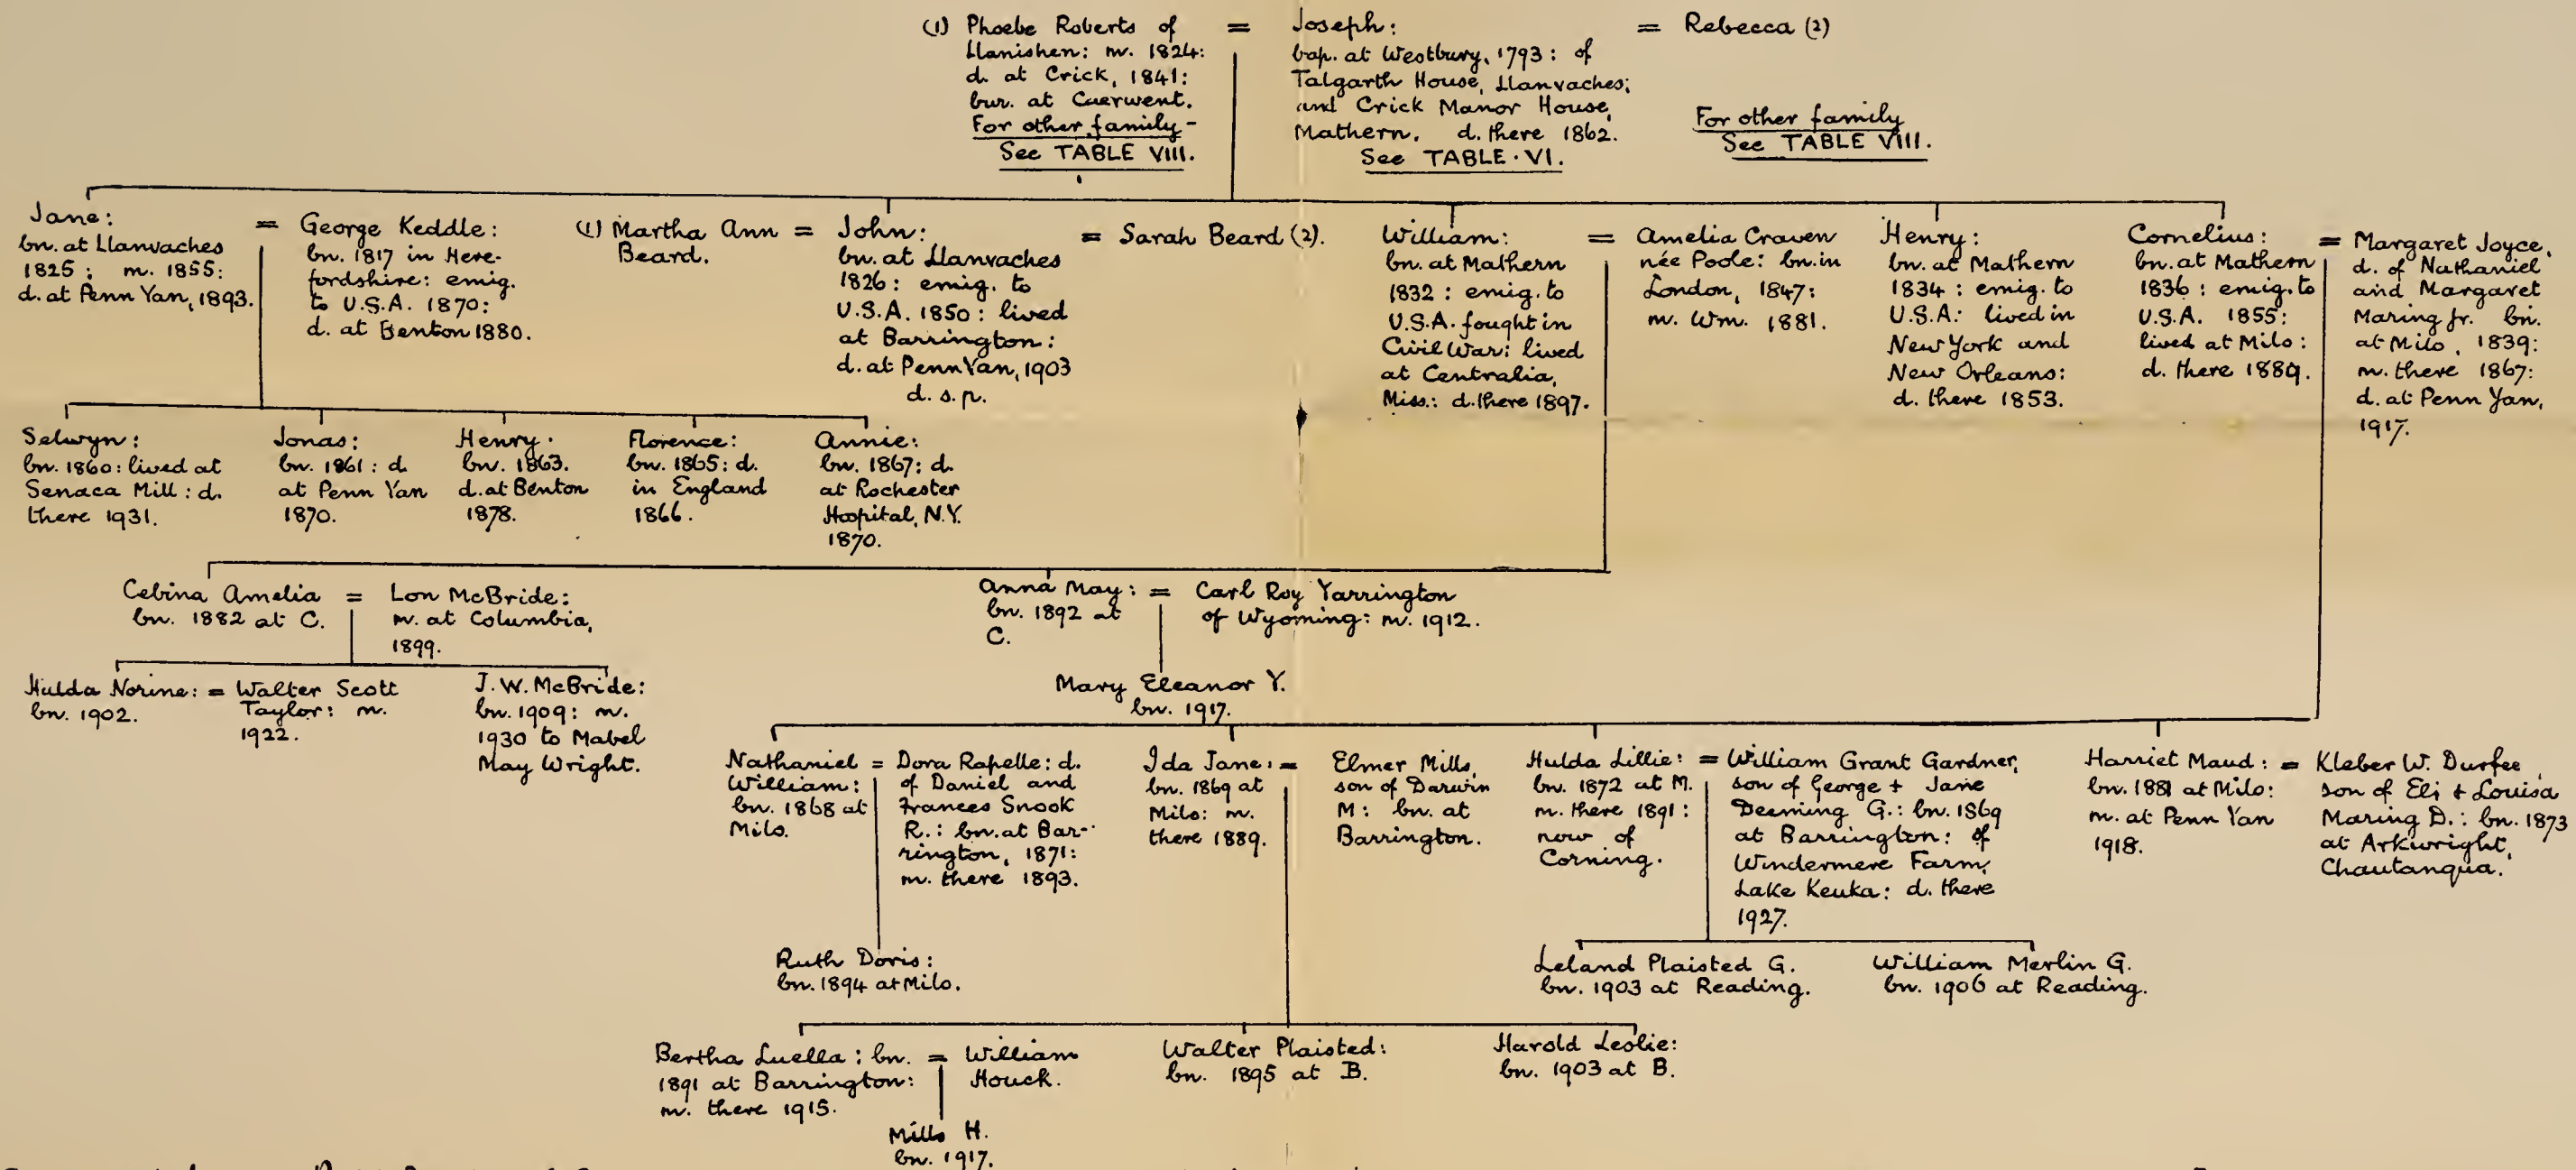 (1) Phoebe Roberts of
Llanishen: m. 1824:
d. at Crick, 1841:
bur. at Caerwent.
For other family -
See TABLE VIII.
=
Joseph:
bap. at Westbury, 1793: of
Talgarth House, Llanvaches;
and Crick Manor House,
Mathern. d. there 1862.
See TABLE · VI.
= Rebecca (2)
For other family
See TABLE VIII.
Jane:
bn. at Llanvaches
1825: m. 1855:
d. at Penn Yan, 1893.
=
George Keddle:
bn. 1817 in Here-
fordshire: emig.
to U.S.A. 1870:
d. at Benton 1880.
(1) Martha Ann =
Beard.
John:
bn. at Llanvaches
1826: emig. to
U.S.A. 1850: lived
at Barrington:
d. at Penn Yan, 1903
d. s. p.
= Sarah Beard (2).
William:
bn. at Mathern
1832: emig. to
U.S.A. fought in
Civil War: lived
at Centralia,
Miss.: d. there 1897.
=
Amelia Craven
née Poole: bn. in
London, 1847:
m. Wm. 1881.
Henry:
bn. at Mathern
1834: emig. to
U.S.A: lived in
New York and
New Orleans:
d. there 1853.
Cornelius:
bn. at Mathern
1836: emig. to
U.S.A. 1855:
lived at Milo:
d. there 1889.
=
Margaret Joyce,
d. of Nathaniel
and Margaret
Maring Jr. bn.
at Milo, 1839:
m. there 1867:
d. at Penn Yan,
1917.
Selwyn:
bn. 1860: lived at
Senaca Mill: d.
there 1931.
Jonas:
bn. 1861: d.
at Penn Yan
1870.
Henry.
bn. 1863.
d. at Benton
1878.
Florence:
bn. 1865: d.
in England
1866.
Annie:
bn. 1867: d.
at Rochester
Hospital, N.Y.
1870.
Cebina Amelia =
bn. 1882 at C.
Lon McBride:
m. at Columbia,
1899.
Anna May: =
bn. 1892 at
C.
Carl Roy Yarrington
of Wyoming: m. 1912.
Hulda Norine: =
bn. 1902.
Walter Scott
Taylor: m.
1922.
J. W. McBride:
bn. 1909: m.
1930 to Mabel
May Wright.
Mary Eleanor Y.
bn. 1917.
Nathaniel =
William:
bn. 1868 at
Milo.
Dora Rapelle: d.
of Daniel and
Frances Snook
R.: bn. at Bar-
rington, 1871:
m. there 1893.
Ida Jane: =
bn. 1869 at
Milo: m.
there 1889.
Elmer Mills,
son of Darwin
M: bn. at
Barrington.
Hulda Lillie: =
bn. 1872 at M.
m. there 1891:
now of
Corning.
William Grant Gardner,
son of George + Jane
Deeming G.: bn. 1869
at Barrington: of
Windermere Farm,
Lake Keuka: d. there
1927.
Harriet Maud: =
bn. 1881 at Milo:
m. at Penn Yan
1918.
Kleber W. Durfee,
son of Eli + Louisa
Maring D.: bn. 1873
at Arkwright,
Chautanqua.
Ruth Doris:
bn. 1894 at Milo.
Leland Plaisted G.
bn. 1903 at Reading.
William Merlin G.
bn. 1906 at Reading.
Bertha Luella: bn. =
1891 at Barrington:
m. there 1915.
William
Houck.
Walter Plaisted:
bn. 1895 at B.
Harold Leslie:
bn. 1903 at B.
Mills H.
bn. 1917.